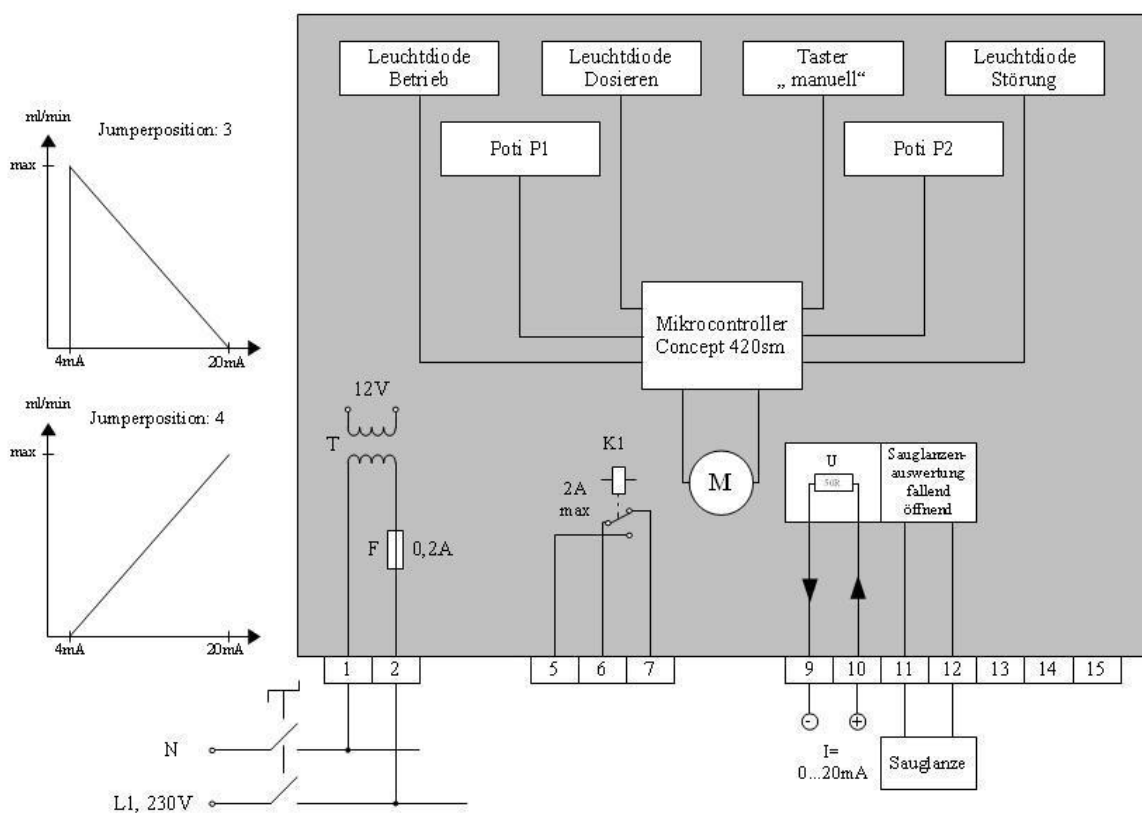 Leuchtdiode
Betrieb
Leuchtdiode
Dosieren
Taster
„ manuell“
Leuchtdiode
Störung
Poti P1
Poti P2
ml/min
Jumperposition: 3
max
4mA
20mA
Mikrocontroller
Concept 420sm
ml/min
Jumperposition: 4
max
4mA
20mA
12V
T
F
0,2A
K1
2A
max
M
U
50R
Sauglanzen-
auswertung
fallend
öffnend
1
2
5
6
7
9
10
11
12
13
14
15
N
L1, 230V
-
+
I=
0...20mA
Sauglanze